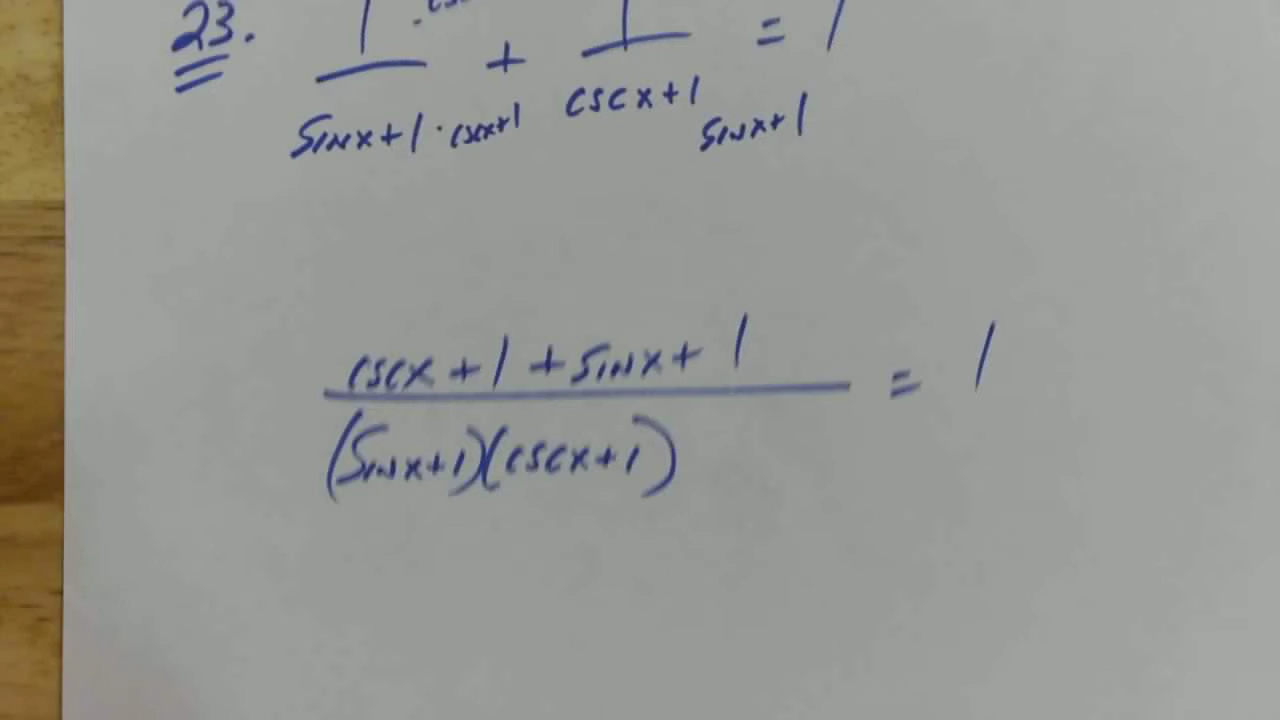 23. 1 1 = 1
+
sinx+1 · cscx+1 cscx+1 sinx+1
cscx+1+sinx+1 = 1
(sinx+1)(cscx+1)